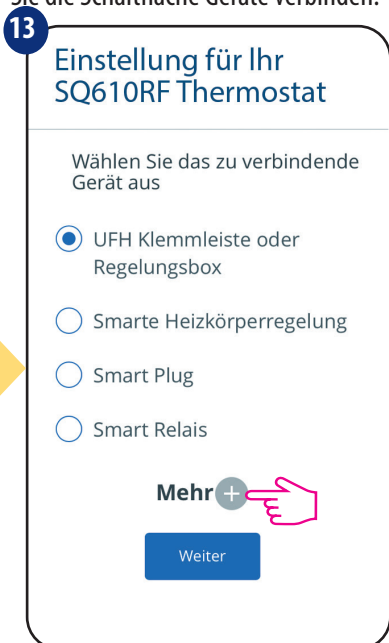 Sie die Schaltfläche Geräte verbinden.
13
Einstellung für Ihr
SQ610RF Thermostat
Wählen Sie das zu verbindende
Gerät aus
UFH Klemmleiste oder
Regelungsbox
Smarte Heizkörperregelung
Smart Plug
Smart Relais
Mehr +
Weiter